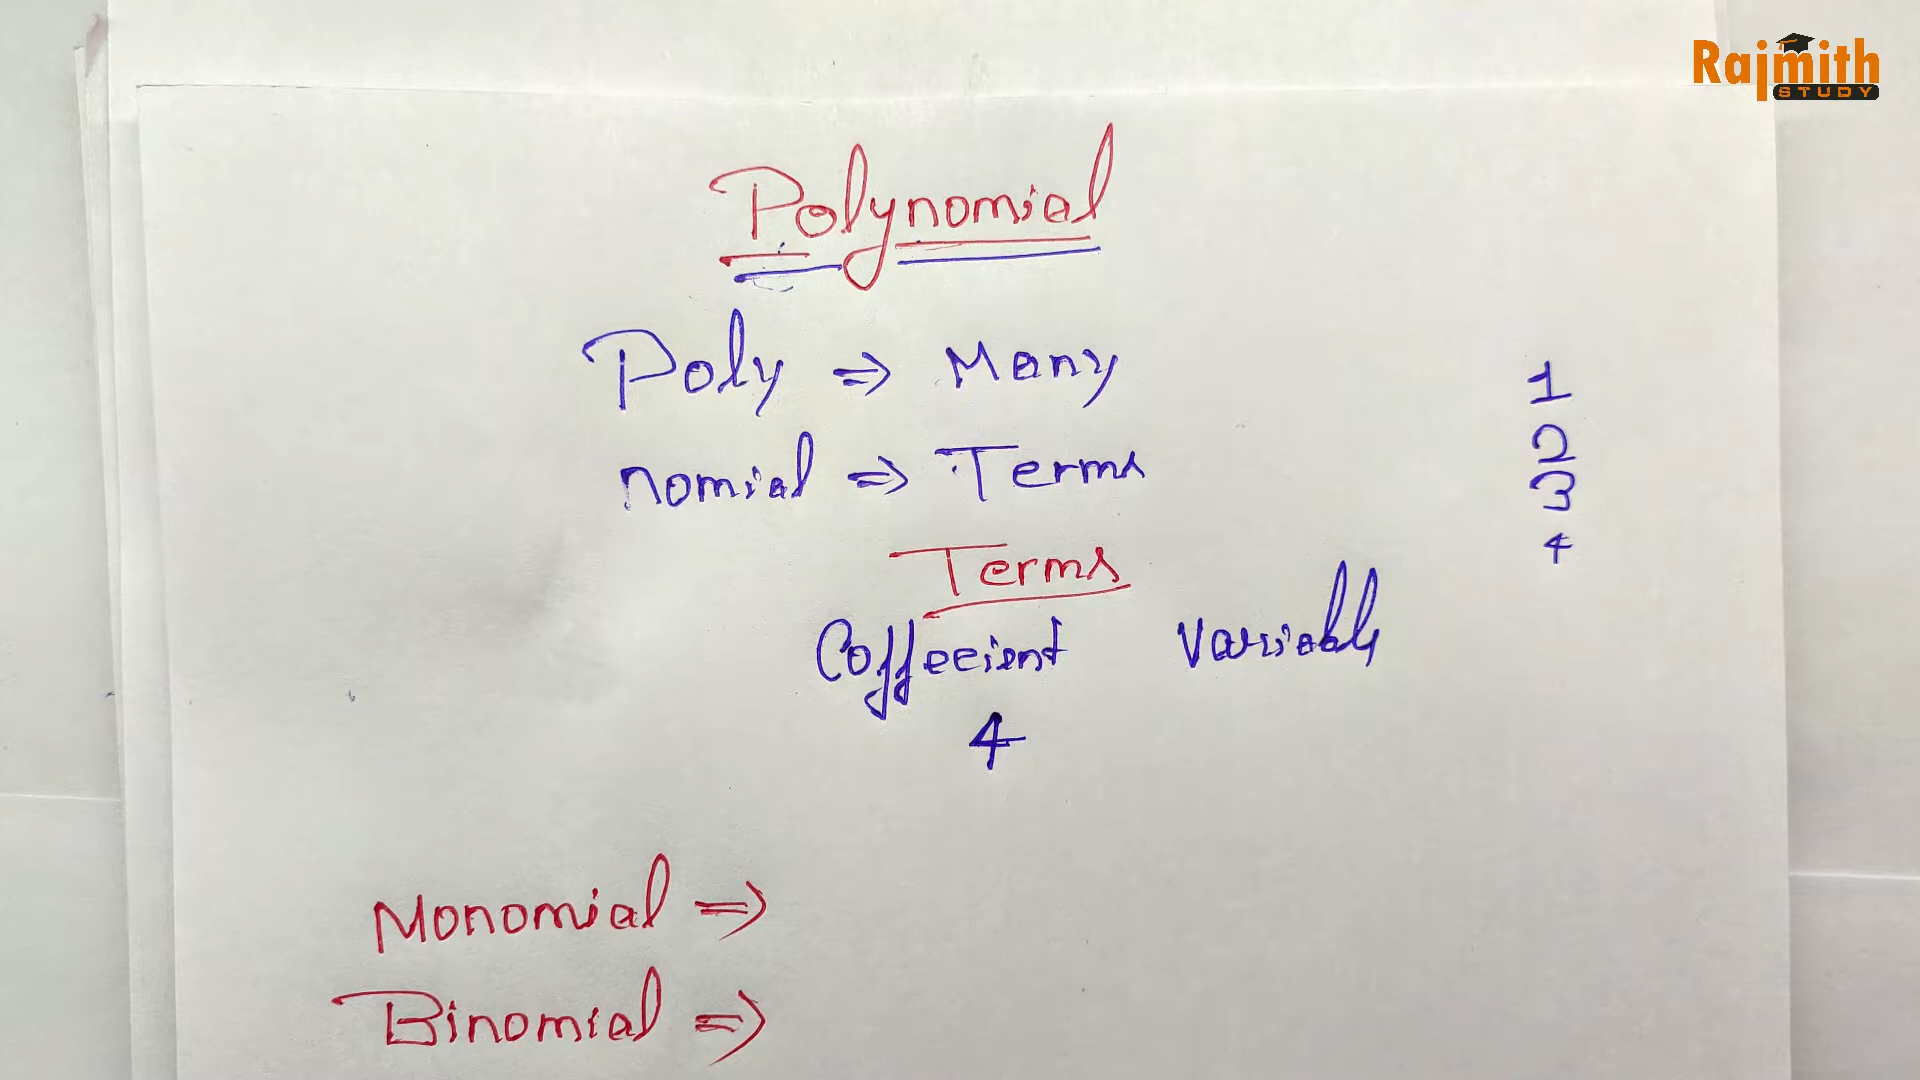 Rajmith
STUDY
Polynomial
Poly ⇒ Many
nomial ⇒ Terms
1
2
3
4
Terms
Coffeeient variable
4
Monomial ⇒
Binomial ⇒